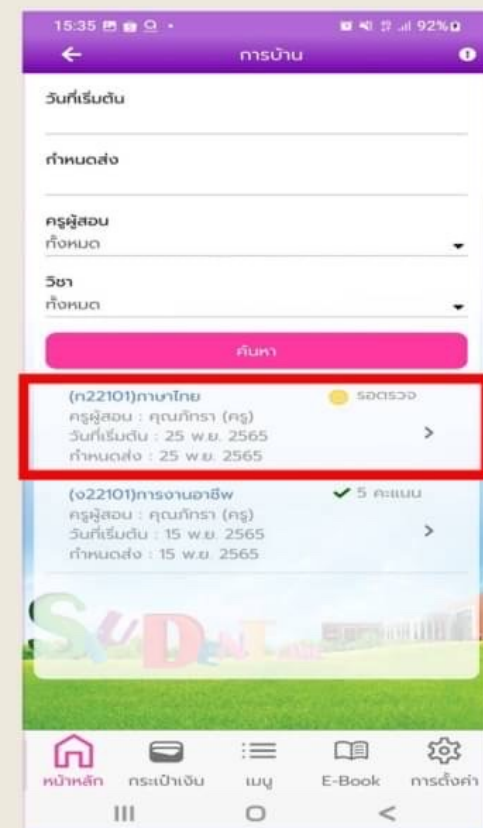 15:35
92%
การบ้าน
วันที่เริ่มต้น
กำหนดส่ง
ครูผู้สอน
ทั้งหมด
วิชา
ทั้งหมด
ค้นหา
(ท22101)ภาษาไทย
รอตรวจ
ครูผู้สอน : คุณภัทรา (ครู)
วันที่เริ่มต้น : 25 พ.ย. 2565
กำหนดส่ง : 25 พ.ย. 2565
(ง22101)การงานอาชีพ
5 คะแนน
ครูผู้สอน : คุณภัทรา (ครู)
วันที่เริ่มต้น : 15 พ.ย. 2565
กำหนดส่ง : 15 พ.ย. 2565
หน้าหลัก
กระเป๋าเงิน
เมนู
E-Book
การตั้งค่า